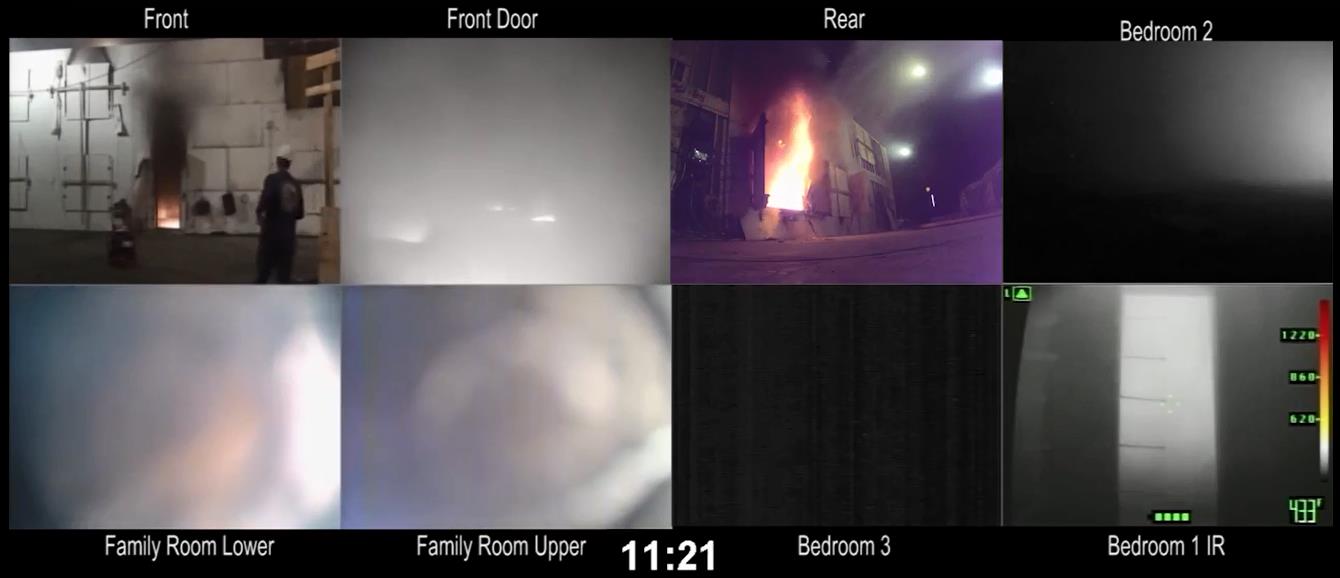 Front
Front Door
Rear
Bedroom 2
L
1220
860
620
433°F
Family Room Lower
Family Room Upper
11:21
Bedroom 3
Bedroom 1 IR